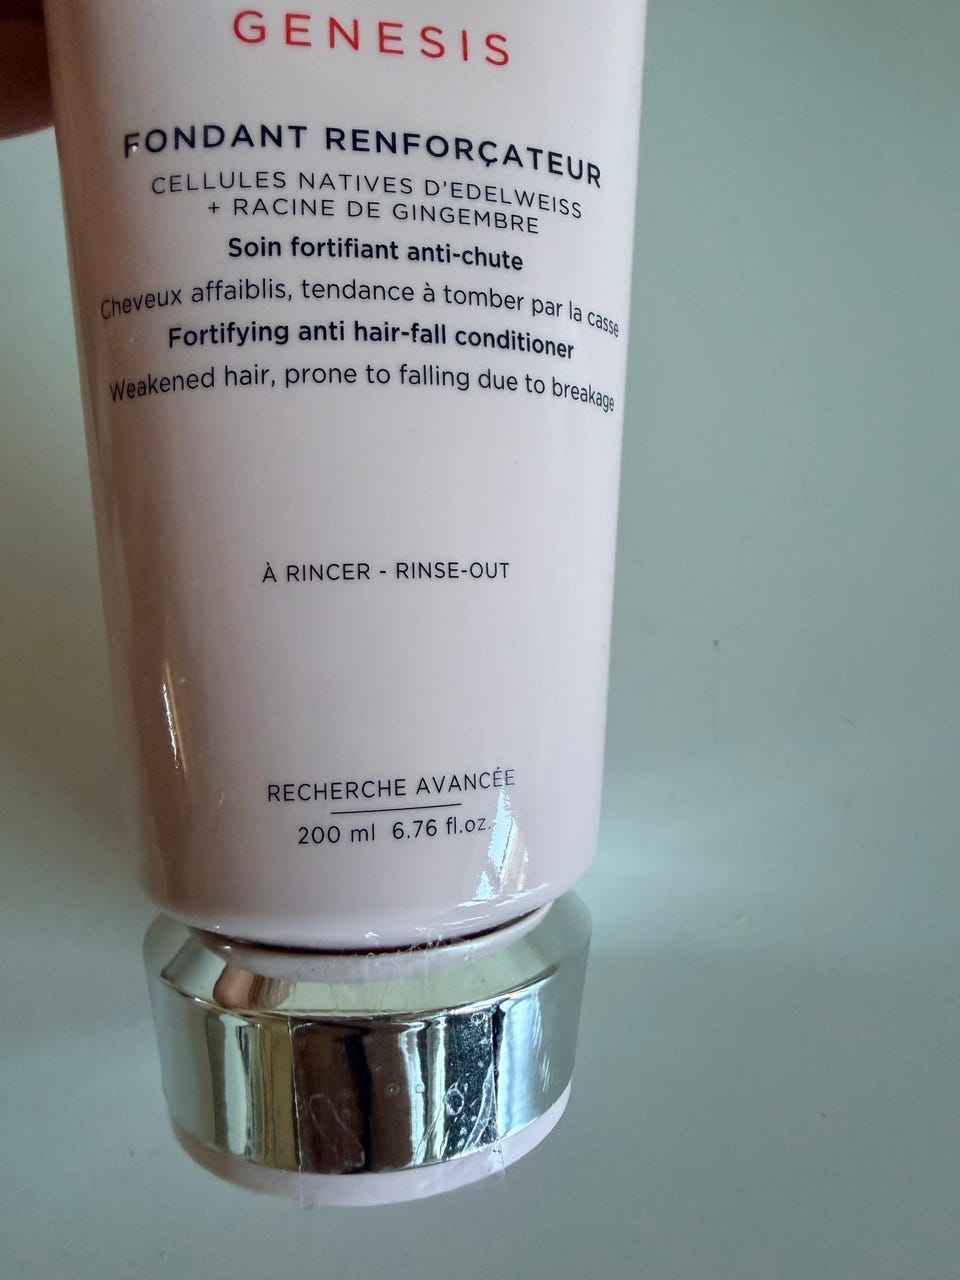 GENESIS
FONDANT RENFORÇATEUR
CELLULES NATIVES D'EDELWEISS
+ RACINE DE GINGEMBRE
Soin fortifiant anti-chute
Cheveux affaiblis, tendance à tomber par la casse
Fortifying anti hair-fall conditioner
Weakened hair, prone to falling due to breakage
À RINCER - RINSE-OUT
RECHERCHE AVANCÉE
200 ml 6.76 fl.oz.